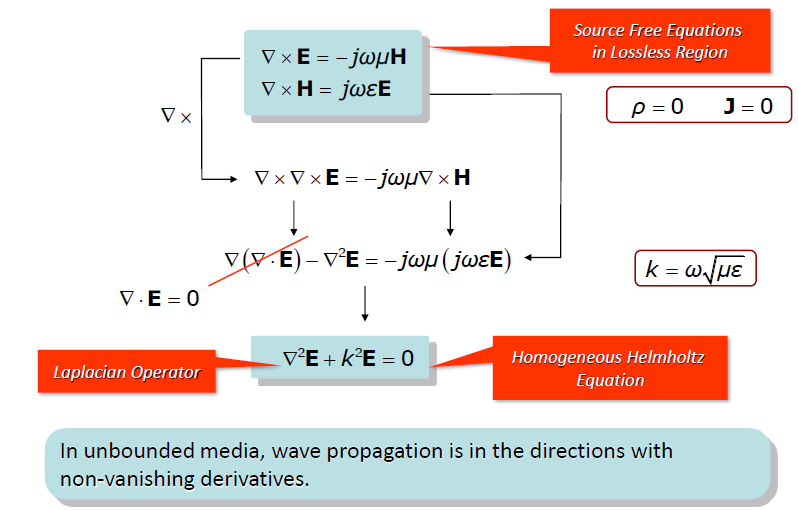 Source Free Equations
in Lossless Region
∇ × E = −jωμH
∇ × H = jωεE
ρ = 0 J = 0
∇ ×
∇ × ∇ × E = −jωμ∇ × H
∇(∇ · E) − ∇²E = −jωμ(jωεE)
k = ω√με
∇ · E = 0
Laplacian Operator
∇²E + k²E = 0
Homogeneous Helmholtz
Equation
In unbounded media, wave propagation is in the directions with
non-vanishing derivatives.